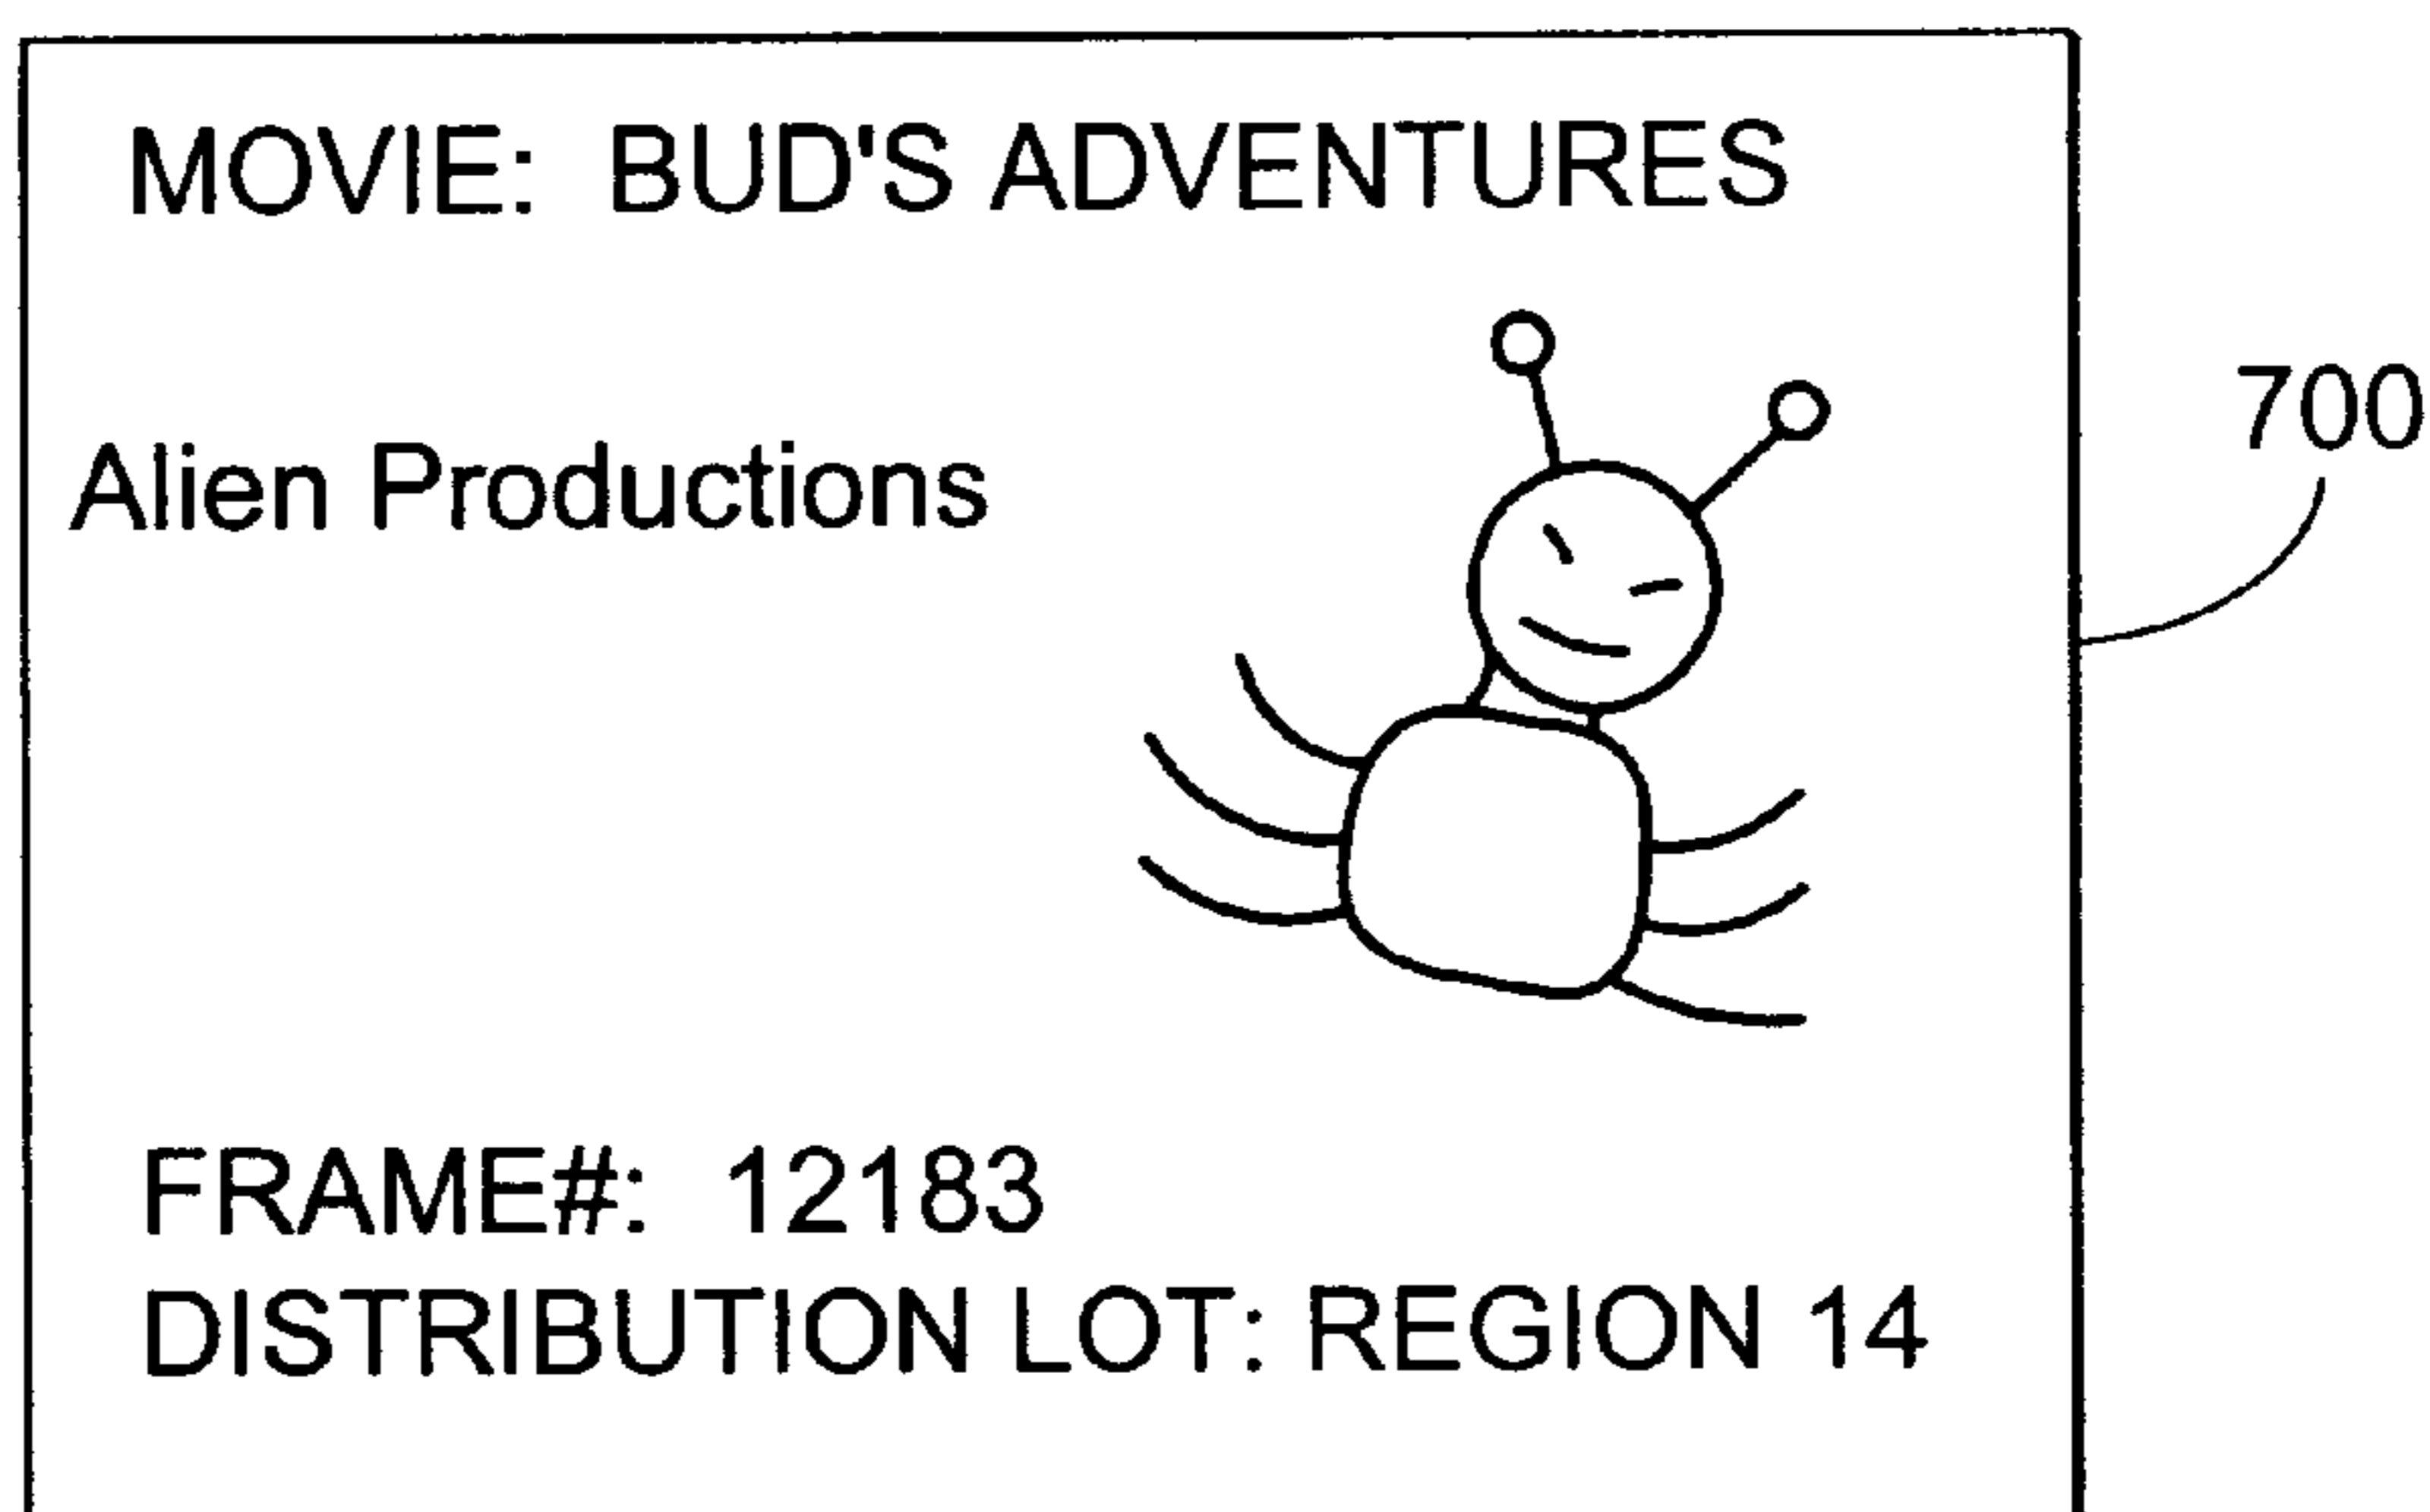 MOVIE: BUD'S ADVENTURES
Alien Productions
700
FRAME#: 12183
DISTRIBUTION LOT: REGION 14